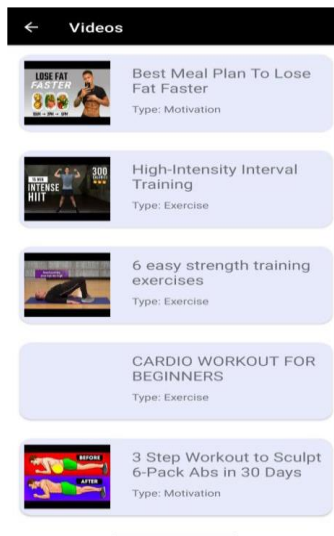 Videos
LOSE FAT
FASTER
Best Meal Plan To Lose
Fat Faster
Type: Motivation
INTENSE
HIIT
300
High-Intensity Interval
Training
Type: Exercise
6 easy strength training
exercises
Type: Exercise
CARDIO WORKOUT FOR
BEGINNERS
Type: Exercise
BEFORE
AFTER
3 Step Workout to Sculpt
6-Pack Abs in 30 Days
Type: Motivation